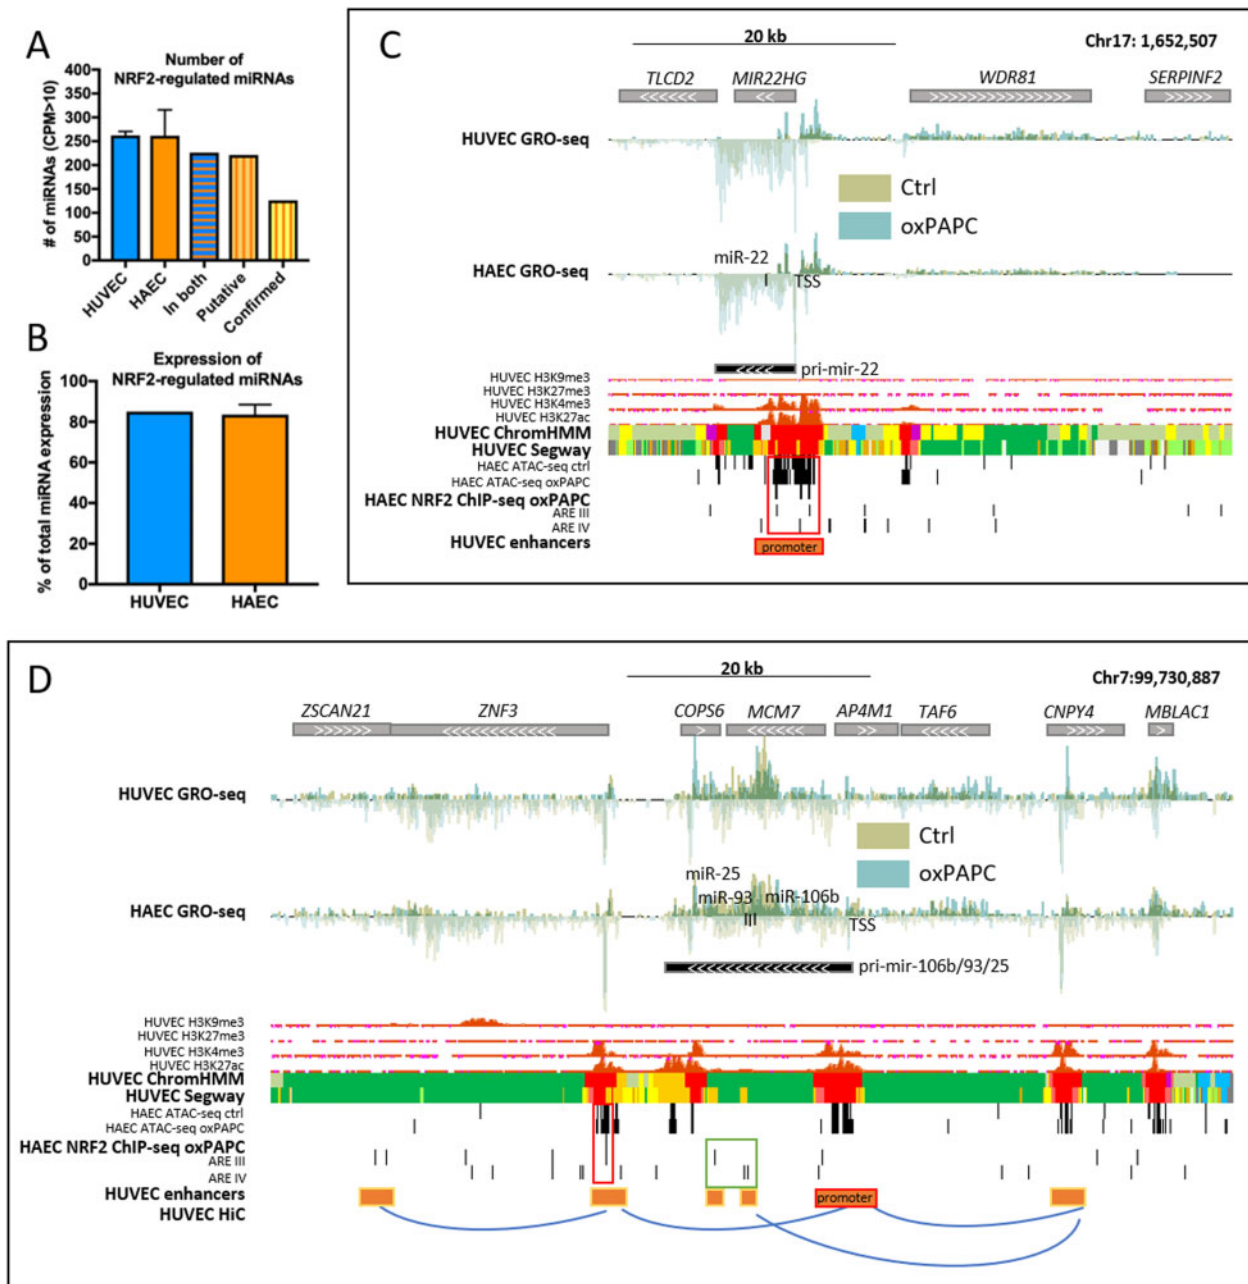 A
Number of
NRF2-regulated miRNAs
# of miRNAs (CPM>10)
400
350
300
250
200
150
100
50
0
HUVEC
HAEC
In both
Putative
Confirmed
B
Expression of
NRF2-regulated miRNAs
% of total miRNA expression
100
80
60
40
20
0
HUVEC
HAEC
C
20 kb
Chr17: 1,652,507
TLCD2
MIR22HG
WDR81
SERPINF2
HUVEC GRO-seq
Ctrl
oxPAPC
miR-22
HAEC GRO-seq
TSS
pri-mir-22
HUVEC H3K9me3
HUVEC H3K27me3
HUVEC H3K4me3
HUVEC H3K27ac
HUVEC ChromHMM
HUVEC Segway
HAEC ATAC-seq ctrl
HAEC ATAC-seq oxPAPC
HAEC NRF2 ChIP-seq oxPAPC
ARE III
ARE IV
HUVEC enhancers
promoter
D
20 kb
Chr7:99,730,887
ZSCAN21
ZNF3
COPS6
MCM7
AP4M1
TAF6
CNPY4
MBLAC1
HUVEC GRO-seq
Ctrl
oxPAPC
miR-25
miR-93
miR-106b
HAEC GRO-seq
TSS
pri-mir-106b/93/25
HUVEC H3K9me3
HUVEC H3K27me3
HUVEC H3K4me3
HUVEC H3K27ac
HUVEC ChromHMM
HUVEC Segway
HAEC ATAC-seq ctrl
HAEC ATAC-seq oxPAPC
HAEC NRF2 ChIP-seq oxPAPC
ARE III
ARE IV
HUVEC enhancers
promoter
HUVEC HiC